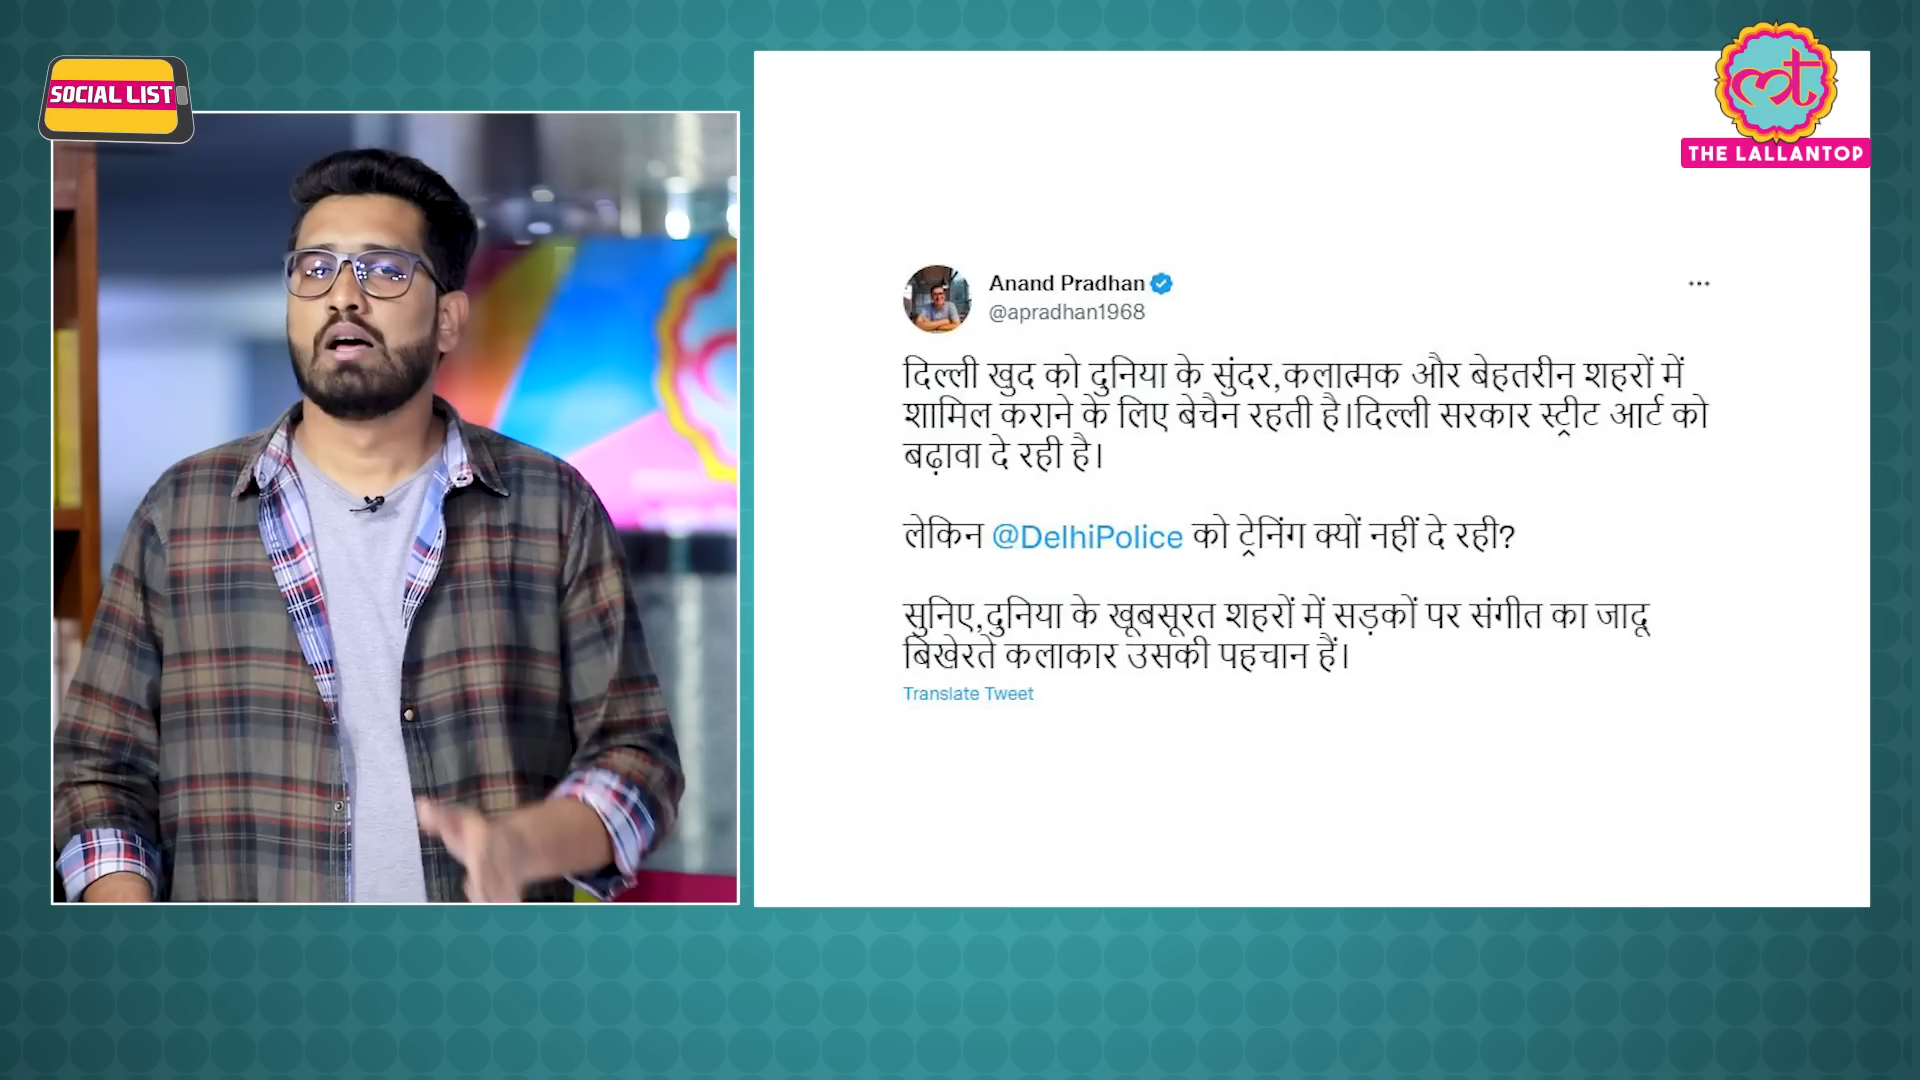 SOCIAL LIST
THE LALLANTOP
Anand Pradhan
@apradhan1968
दिल्ली खुद को दुनिया के सुंदर,कलात्मक और बेहतरीन शहरों में
शामिल कराने के लिए बेचैन रहती है।दिल्ली सरकार स्ट्रीट आर्ट को
बढ़ावा दे रही है।
लेकिन @DelhiPolice को ट्रेनिंग क्यों नहीं दे रही?
सुनिए,दुनिया के खूबसूरत शहरों में सड़कों पर संगीत का जादू
बिखेरते कलाकार उसकी पहचान हैं।
Translate Tweet